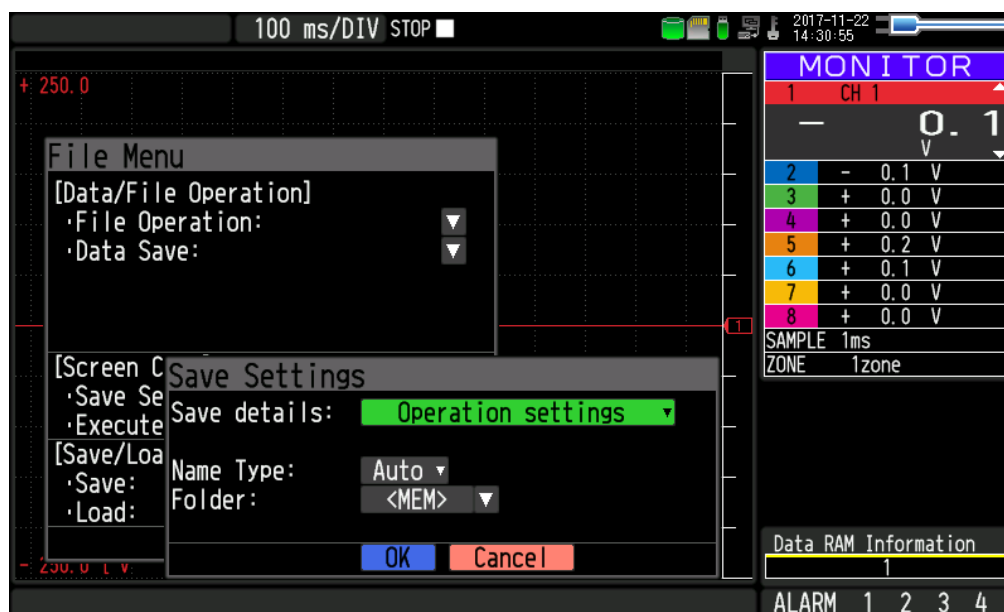 100 ms/DIV STOP
2017-11-22
14:30:55
+ 250.0
MONITOR
1 CH 1
- 0.1
V
2 - 0.1 V
3 + 0.0 V
4 + 0.0 V
5 + 0.2 V
6 + 0.1 V
7 + 0.0 V
8 + 0.0 V
SAMPLE 1ms
ZONE 1zone
File Menu
[Data/File Operation]
·File Operation:
·Data Save:
1
[Screen C
·Save Se
·Execute
[Save/Loa
·Save:
·Load:
Save Settings
Save details: Operation settings
Name Type: Auto
Folder: <MEM>
OK Cancel
- 250.0 [ V
Data RAM Information
1
ALARM 1 2 3 4